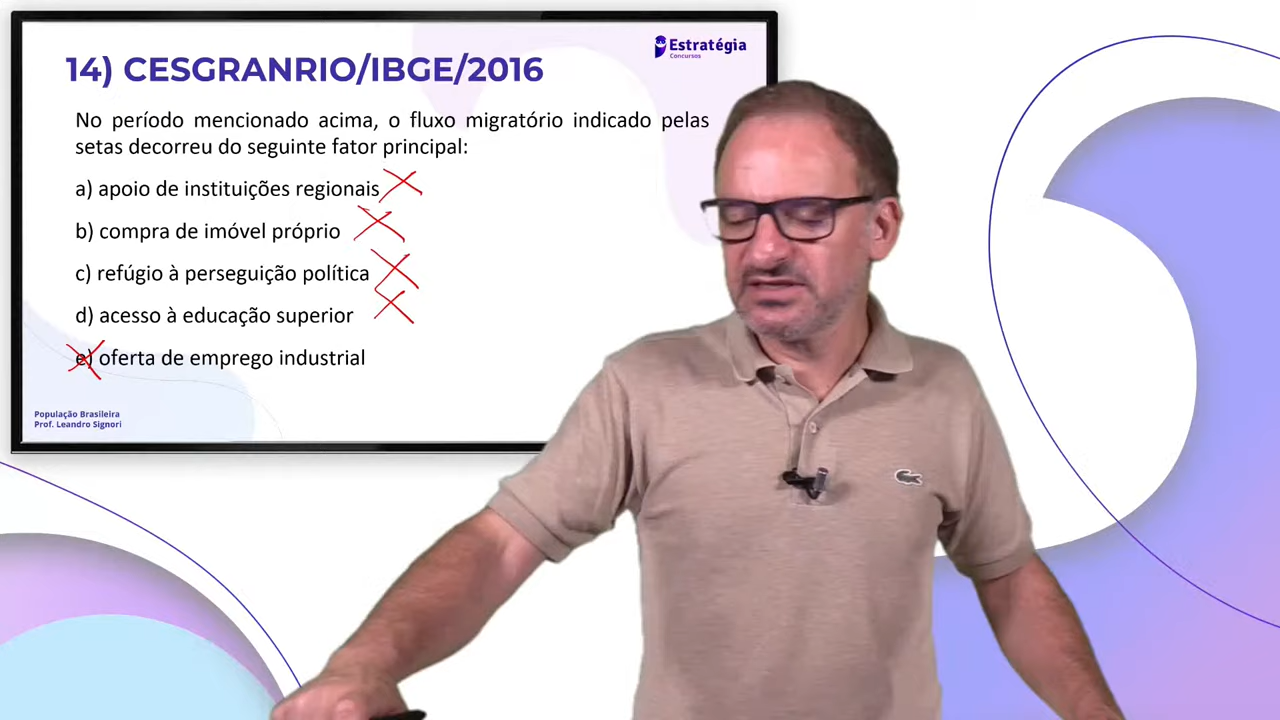 Estratégia
Concursos
14) CESGRANRIO/IBGE/2016
No período mencionado acima, o fluxo migratório indicado pelas
setas decorreu do seguinte fator principal:
a) apoio de instituições regionais
b) compra de imóvel próprio
c) refúgio à perseguição política
d) acesso à educação superior
e) oferta de emprego industrial
População Brasileira
Prof. Leandro Signori